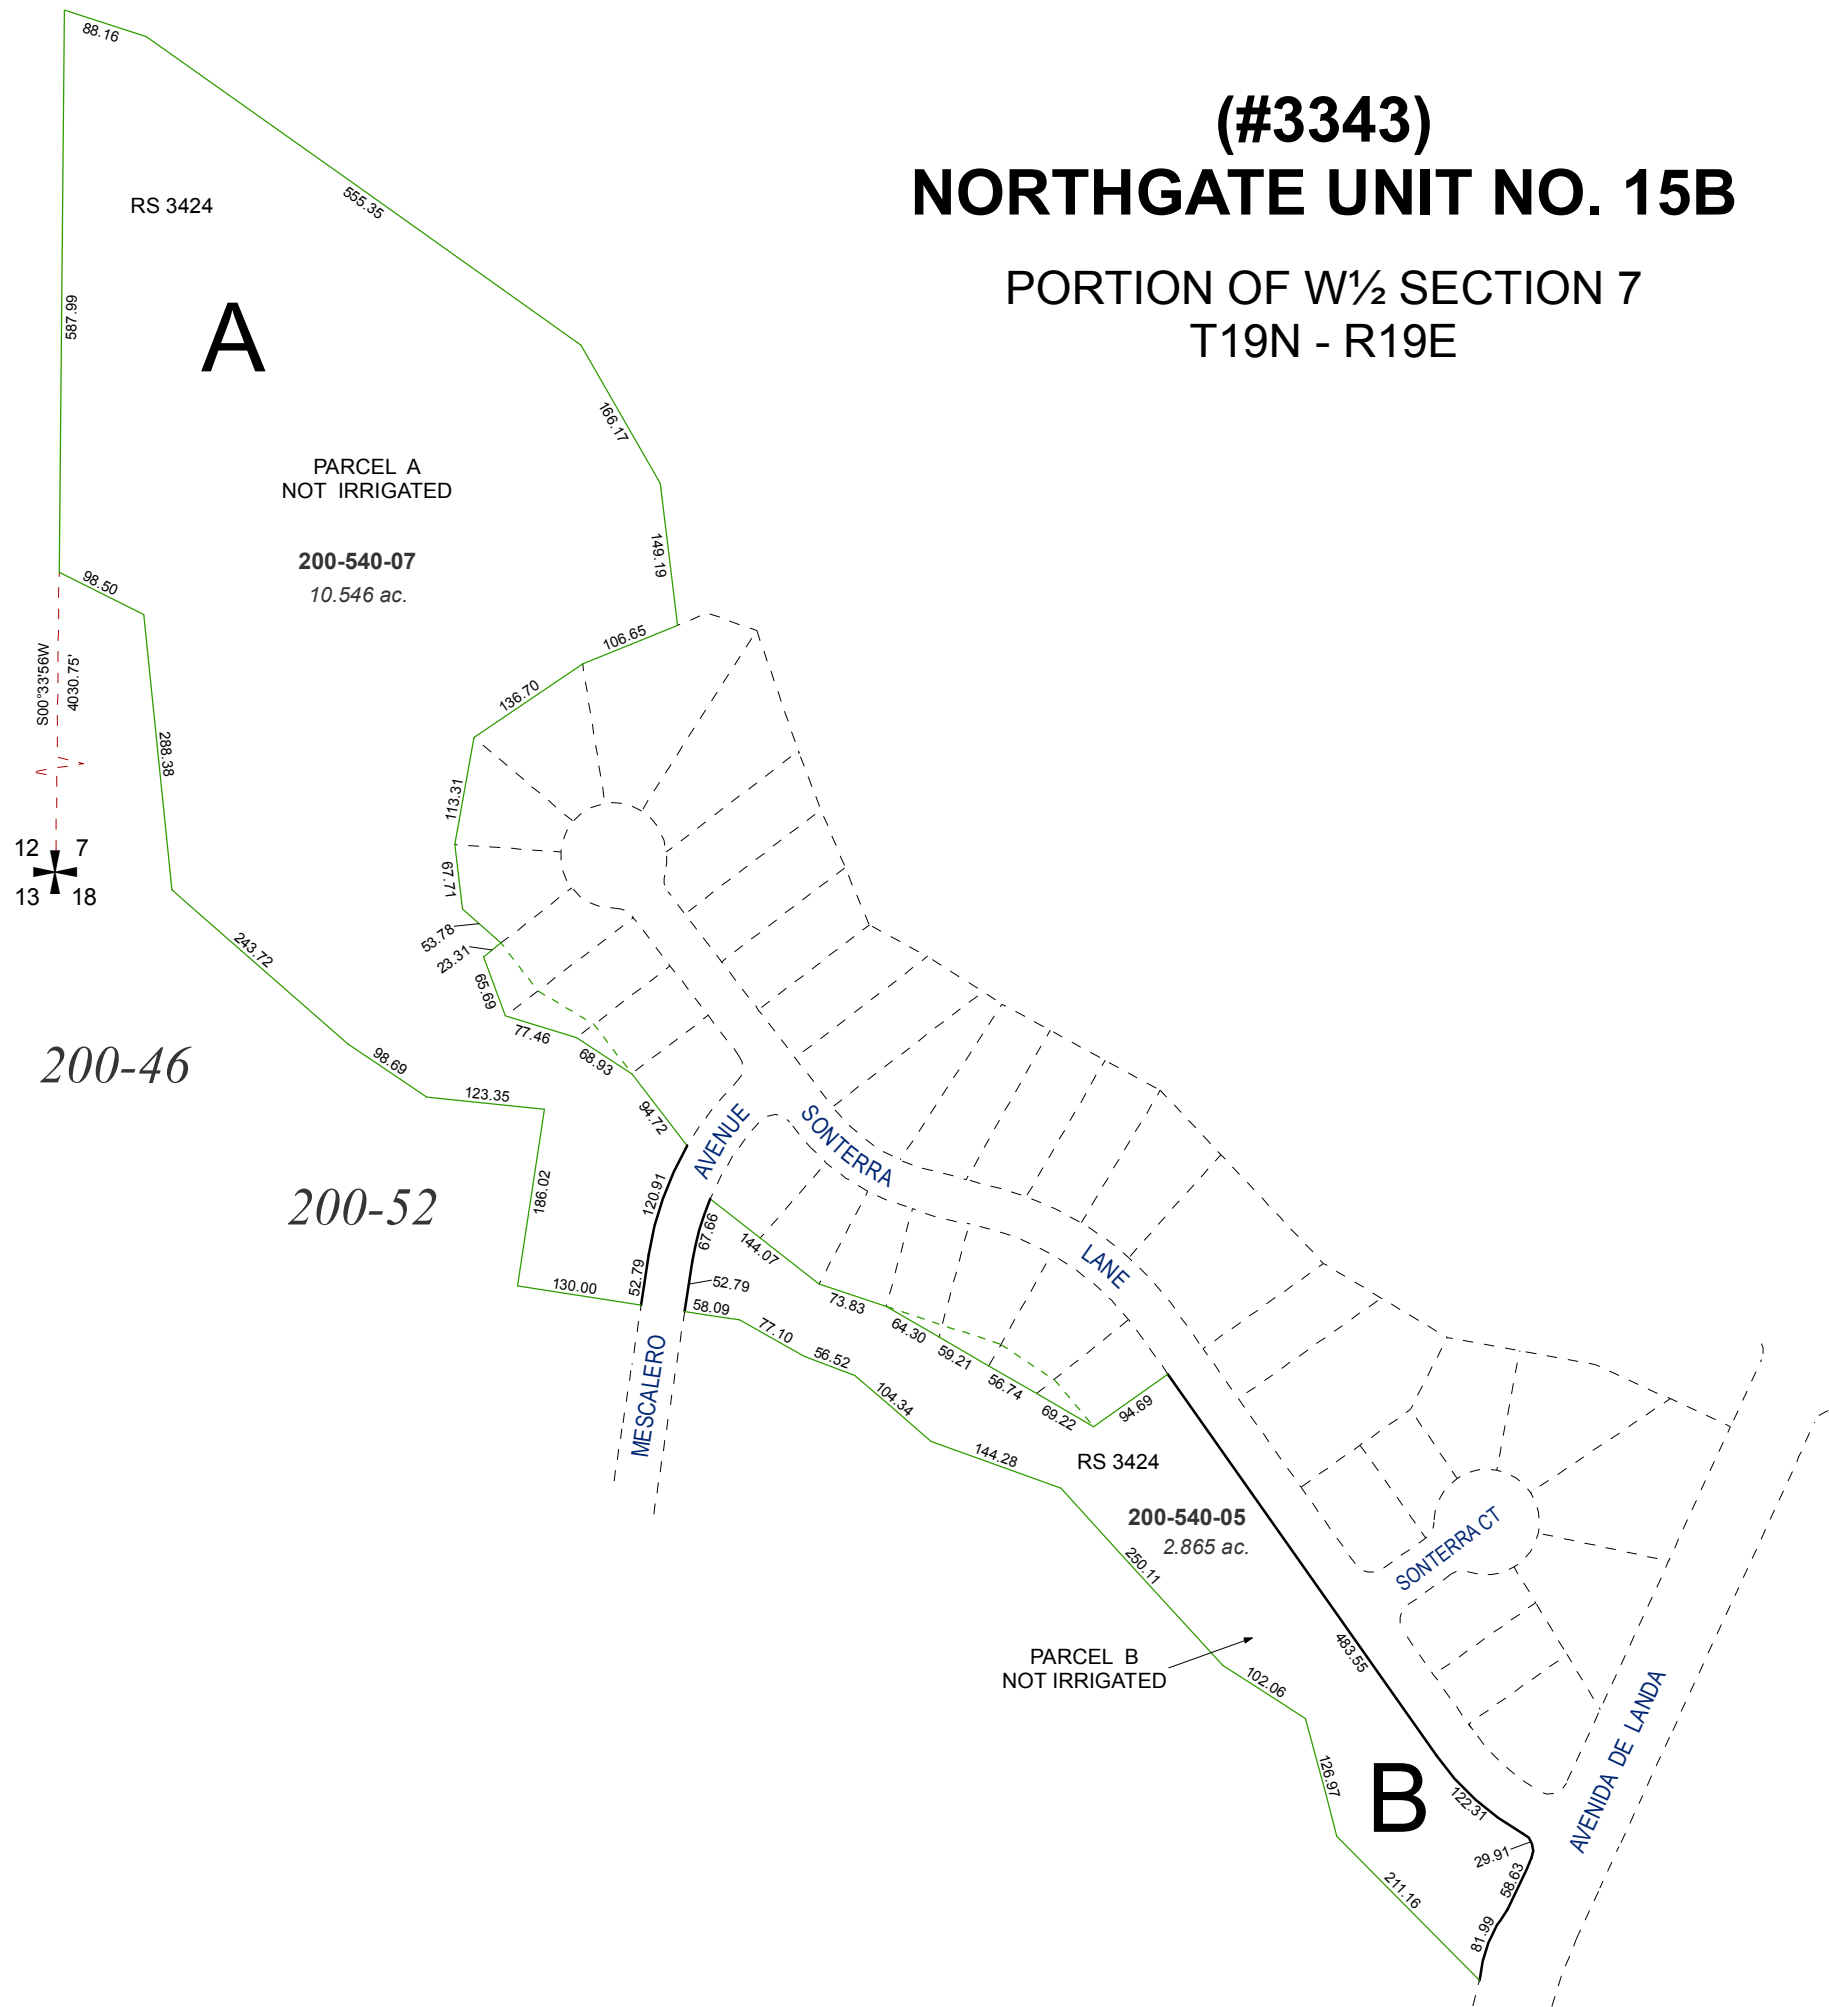 (#3343)
NORTHGATE UNIT NO. 15B
PORTION OF W½ SECTION 7
T19N - R19E
88.16
555.35
RS 3424
587.99
A
166.17
PARCEL A
NOT IRRIGATED
149.19
200-540-07
10.546 ac.
98.50
106.65
S00°33'56W
4030.75'
136.70
288.38
113.31
12 7
13 18
67.71
53.78
23.31
243.72
65.69
77.46
68.93
200-46
98.69
123.35
94.72
AVENUE
SONTERRA
200-52
186.02
120.91
67.66
144.07
LANE
130.00
52.79
52.79
58.09
73.83
77.10
64.30
56.52
59.21
MESCALERO
56.74
104.34
69.22
94.69
144.28
RS 3424
200-540-05
2.865 ac.
SONTERRA CT
250.11
483.55
PARCEL B
NOT IRRIGATED
102.06
AVENIDA DE LANDA
126.97
B
122.31
29.91
58.63
211.16
81.99